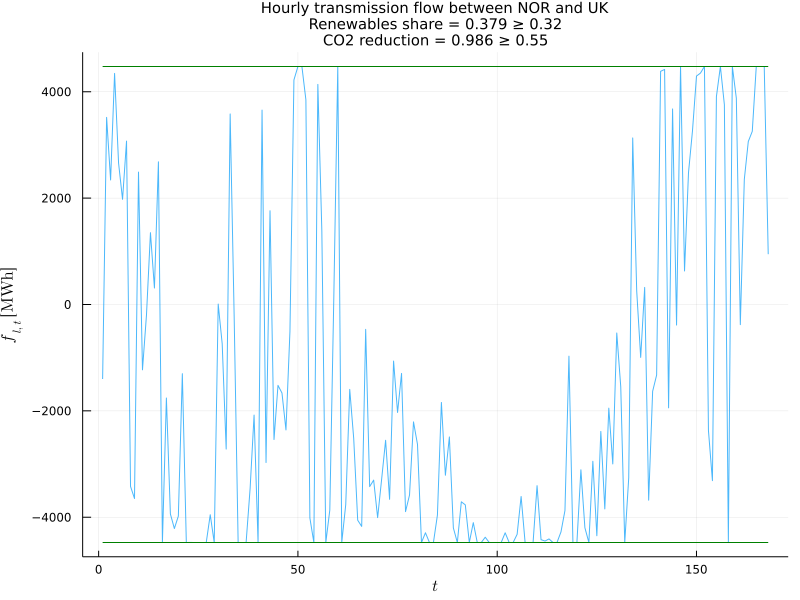 Hourly transmission flow between NOR and UK
Renewables share = 0.379 ≥ 0.32
CO2 reduction = 0.986 ≥ 0.55
4000
2000
0
−2000
−4000
f l,t [MWh]
0 50 100 150
t